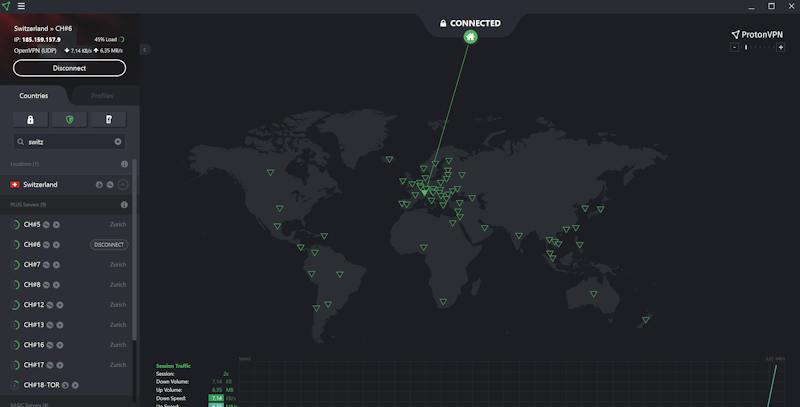 Switzerland » CH#6
IP: 185.159.157.9
45% Load
OpenVPN (UDP)
7,14 KB/s
6,35 MB/s
Disconnect
Countries
Profiles
switz
Locations (1)
Switzerland
PLUS Servers (9)
CH#5
Zurich
CH#6
DISCONNECT
CH#7
Zurich
CH#8
Zurich
CH#12
Zurich
CH#13
Zurich
CH#16
Zurich
CH#17
Zurich
CH#18-TOR
BASIC Servers (4)
CONNECTED
ProtonVPN
Session Traffic
Session:
2s
Down Volume:
7,14 KB
Up Volume:
6,35 MB
Down Speed:
7,14 KB/s
Up Speed:
6,35 MB/s
Speed